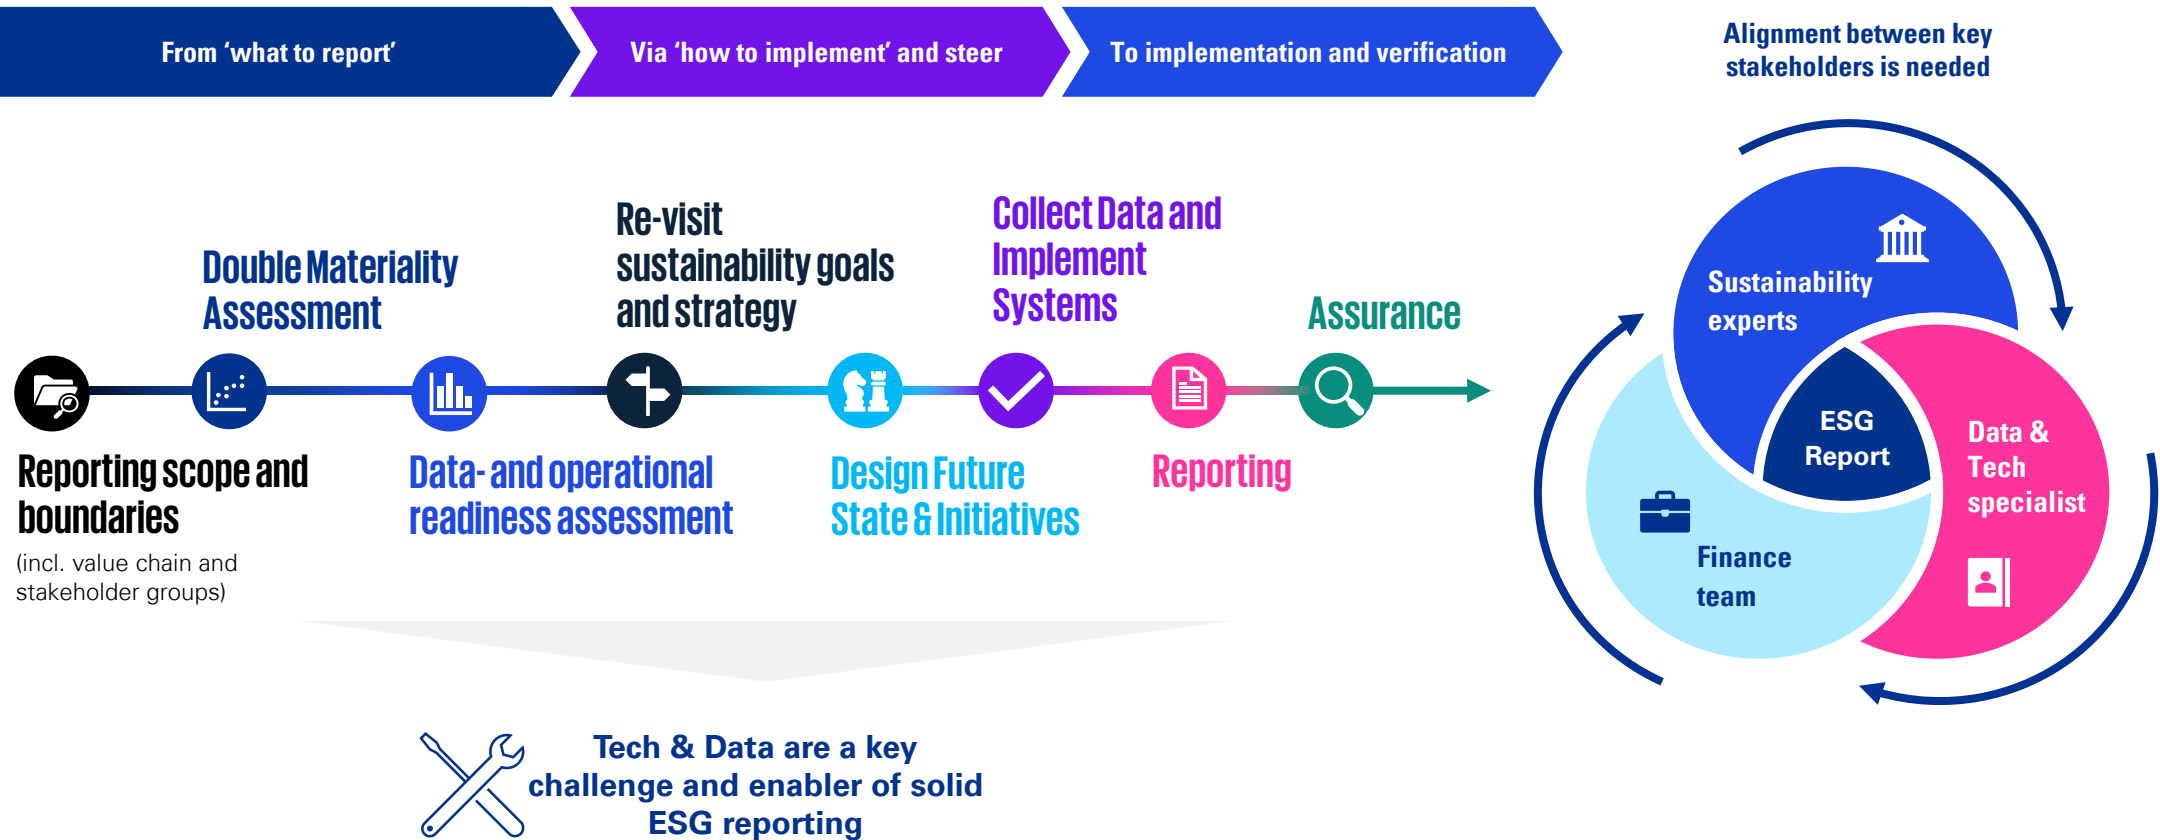 From ‘what to report’
Via ‘how to implement’ and steer
To implementation and verification
Alignment between key
stakeholders is needed
Double Materiality
Assessment
Re-visit
sustainability goals
and strategy
Collect Data and
Implement
Systems
Assurance
Reporting scope and
boundaries
(incl. value chain and
stakeholder groups)
Data- and operational
readiness assessment
Design Future
State & Initiatives
Reporting
Sustainability
experts
ESG
Report
Data &
Tech
specialist
Finance
team
Tech & Data are a key
challenge and enabler of solid
ESG reporting